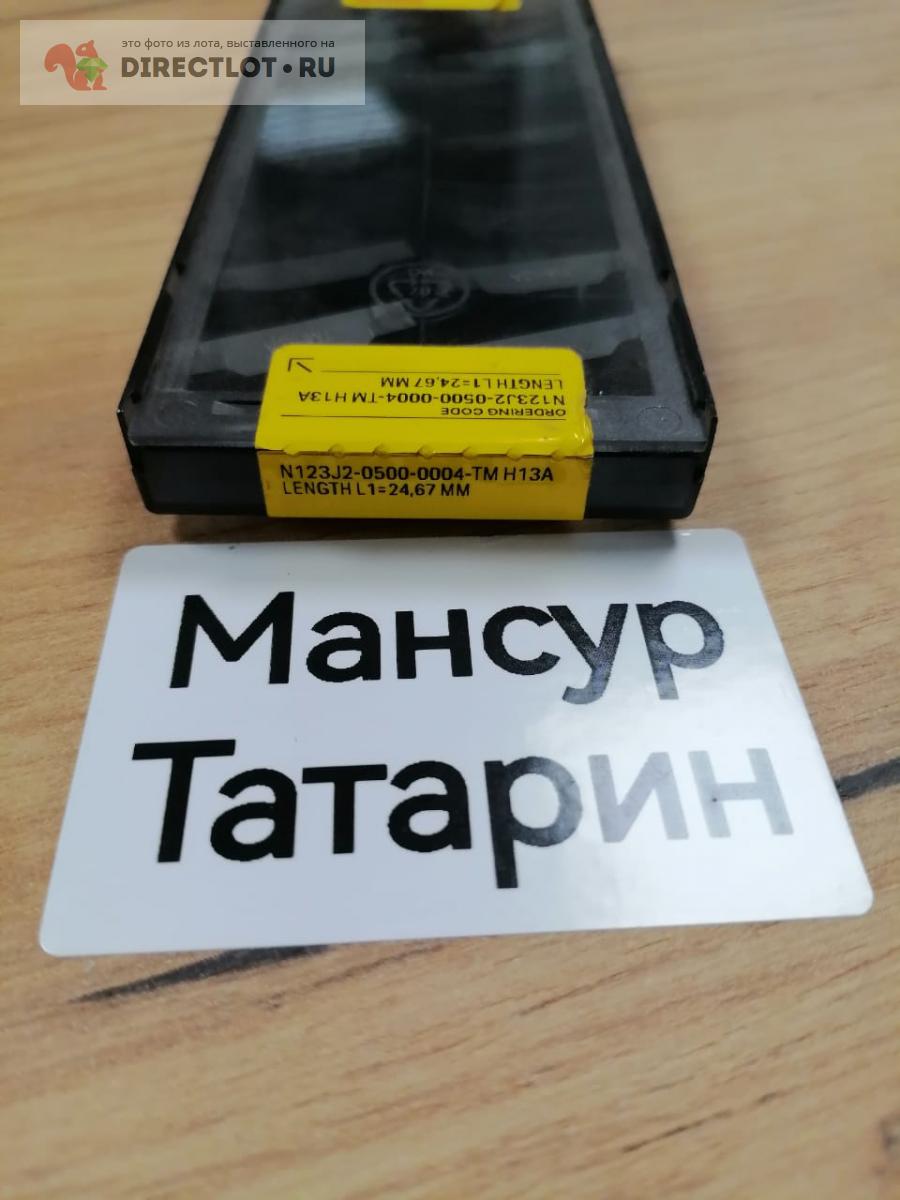 это фото из лота, выставленного на
DIRECTLOT•RU
ORDERING CODE
N123J2-0500-0004-TM H13A
LENGTH L1=24,67 MM
N123J2-0500-0004-TM H13A
LENGTH L1=24,67 MM
Мансур
Татарин